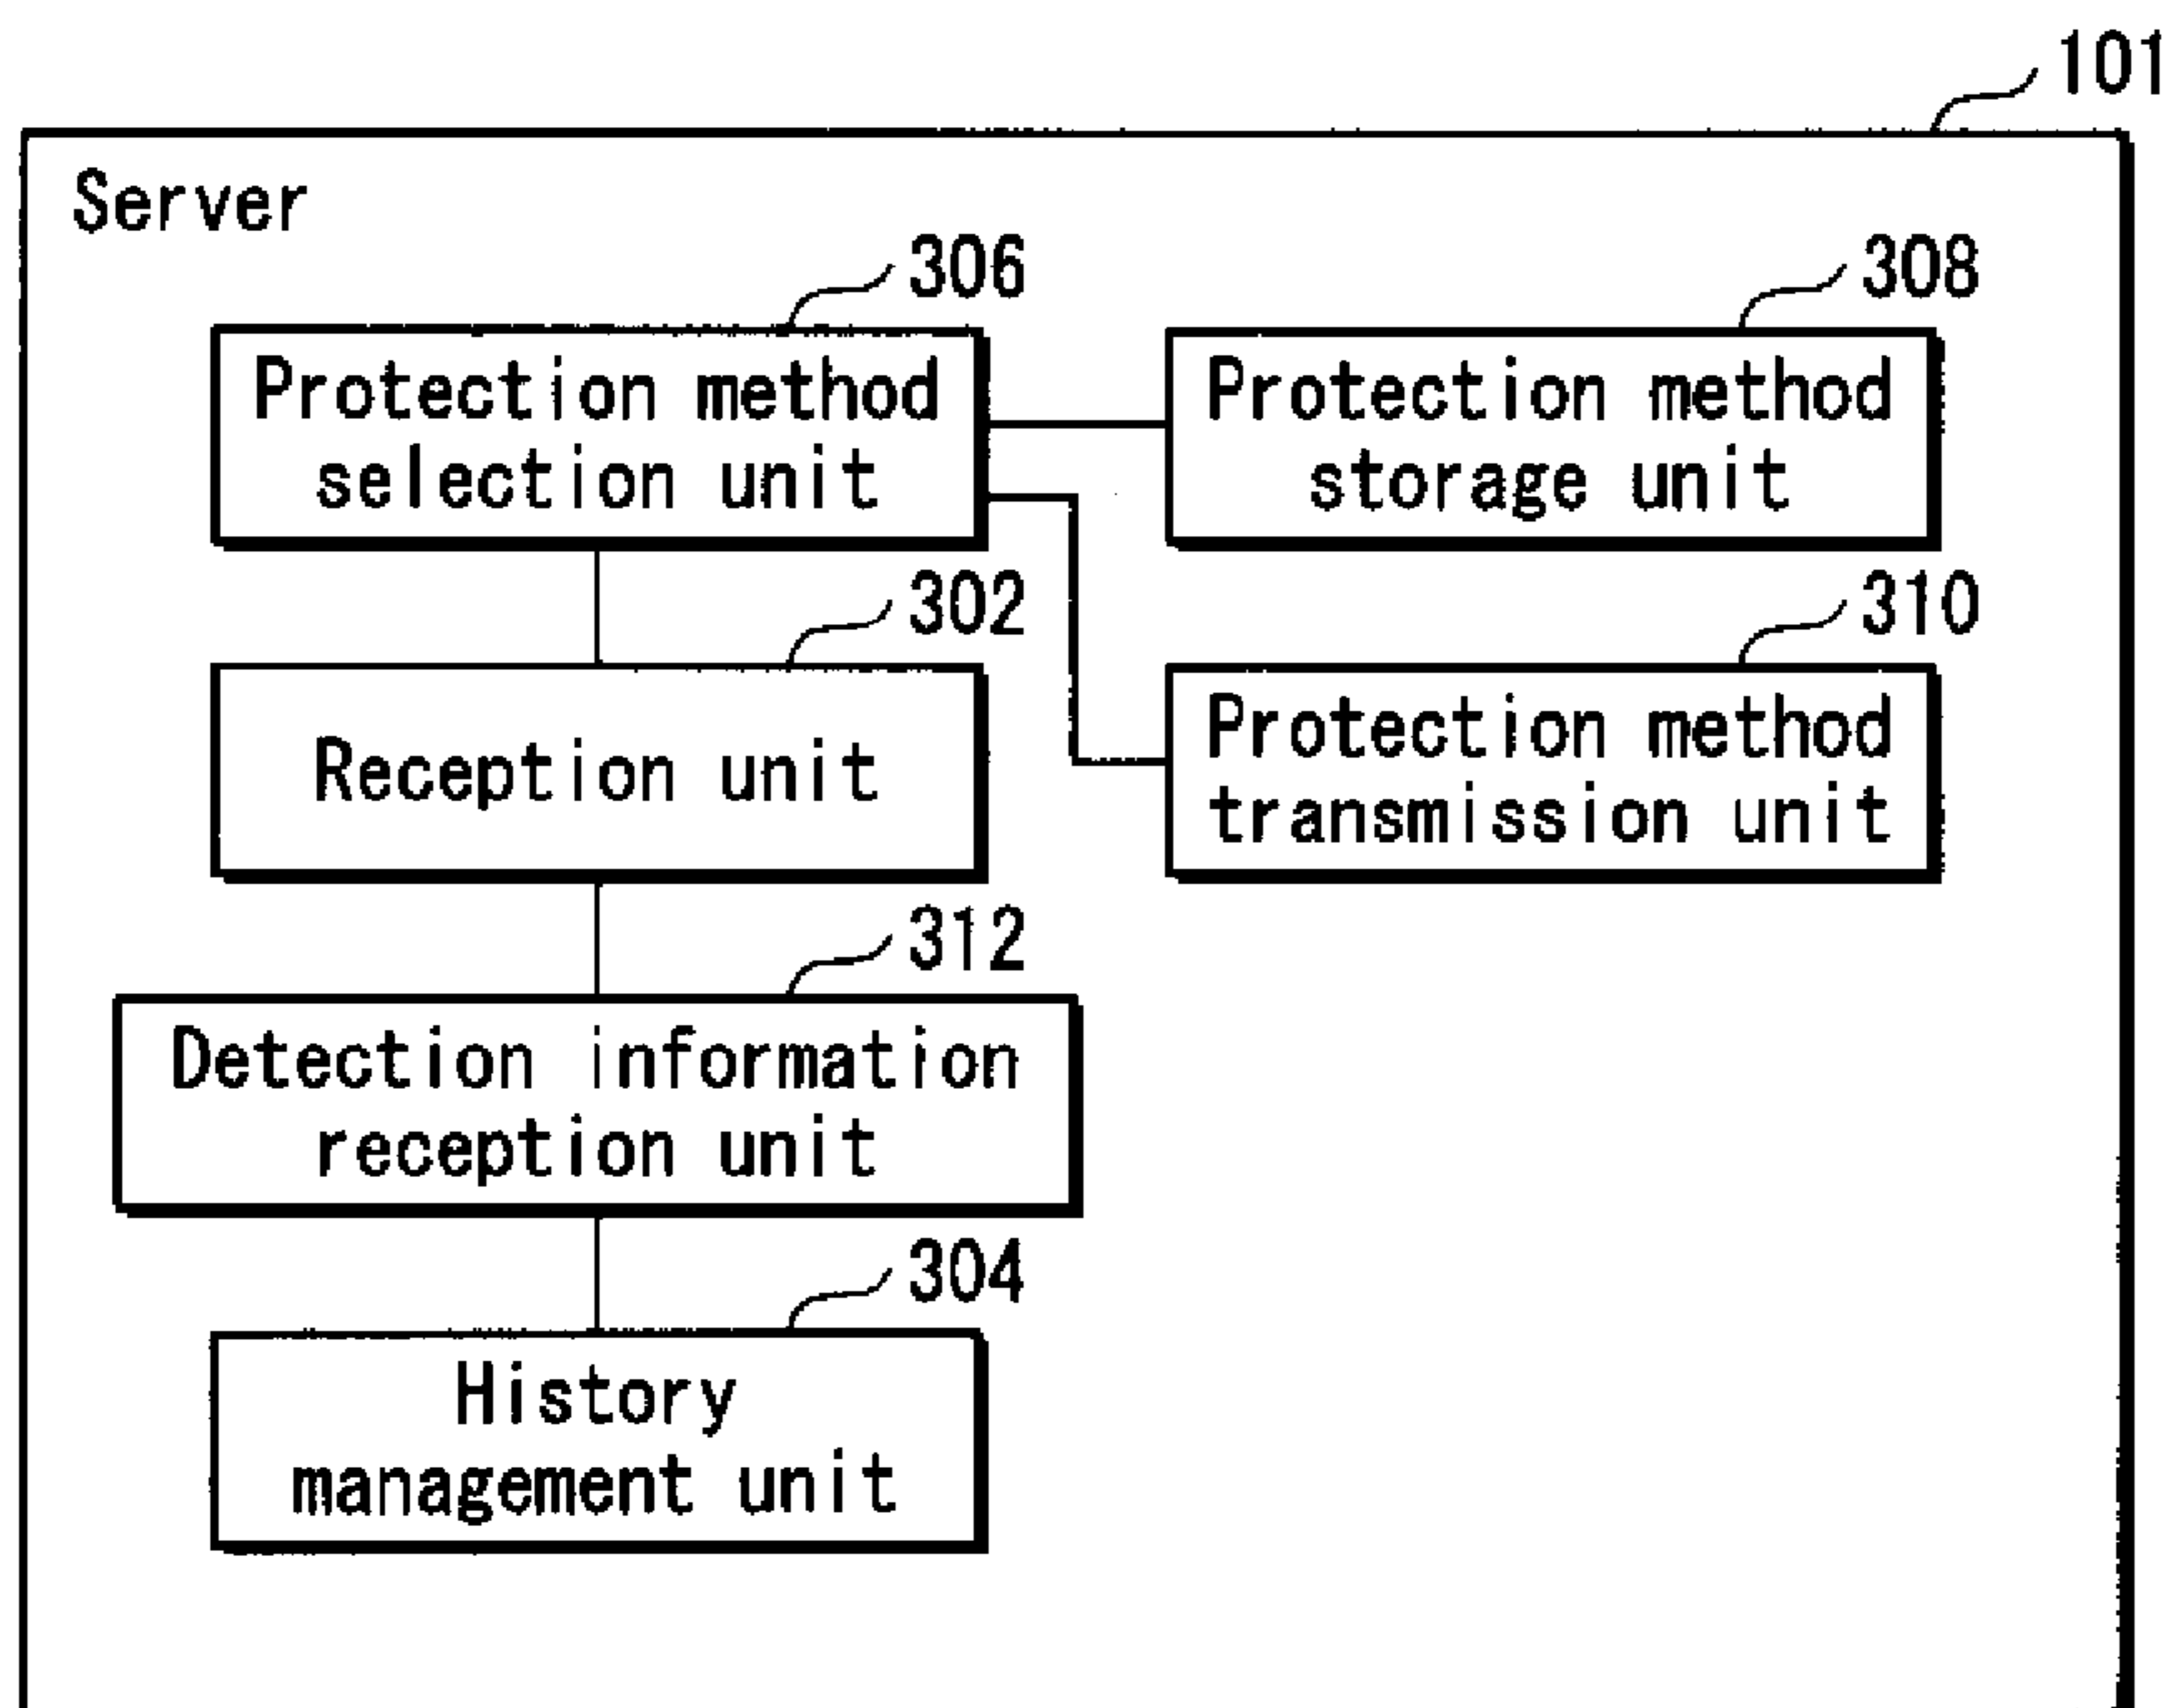 101
Server
306
308
Protection method
selection unit
Protection method
storage unit
302
310
Reception unit
Protection method
transmission unit
312
Detection information
reception unit
304
History
management unit